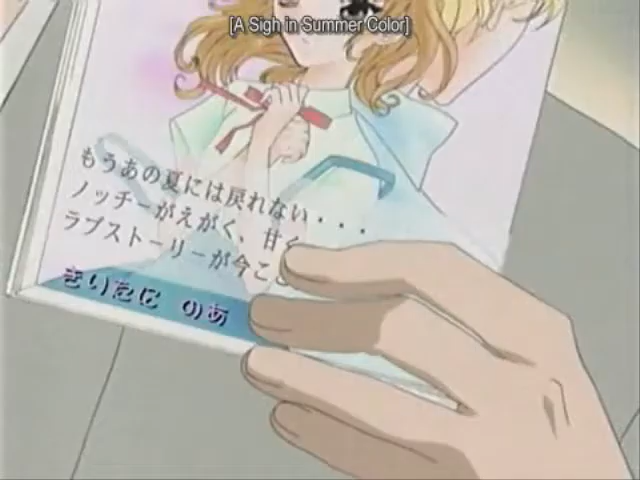 [A Sigh in Summer Color]
もうあの夏には戻れない・・・
ノッチーがえがく、甘く
ラブストーリーが今こ
きりたに のあ